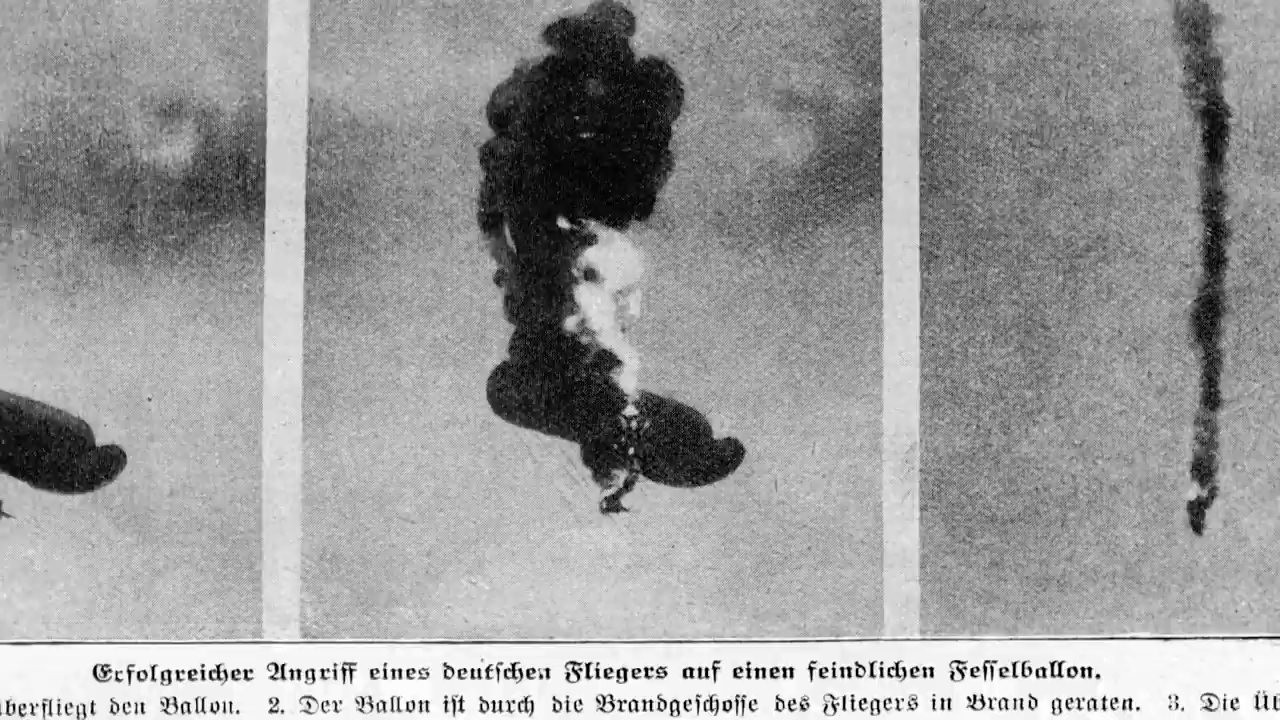 Erfolgreicher Angriff eines deutschen Fliegers auf einen feindlichen Fesselballon.
überfliegt den Ballon. 2. Der Ballon ist durch die Brandgeschosse des Fliegers in Brand geraten. 3. Die